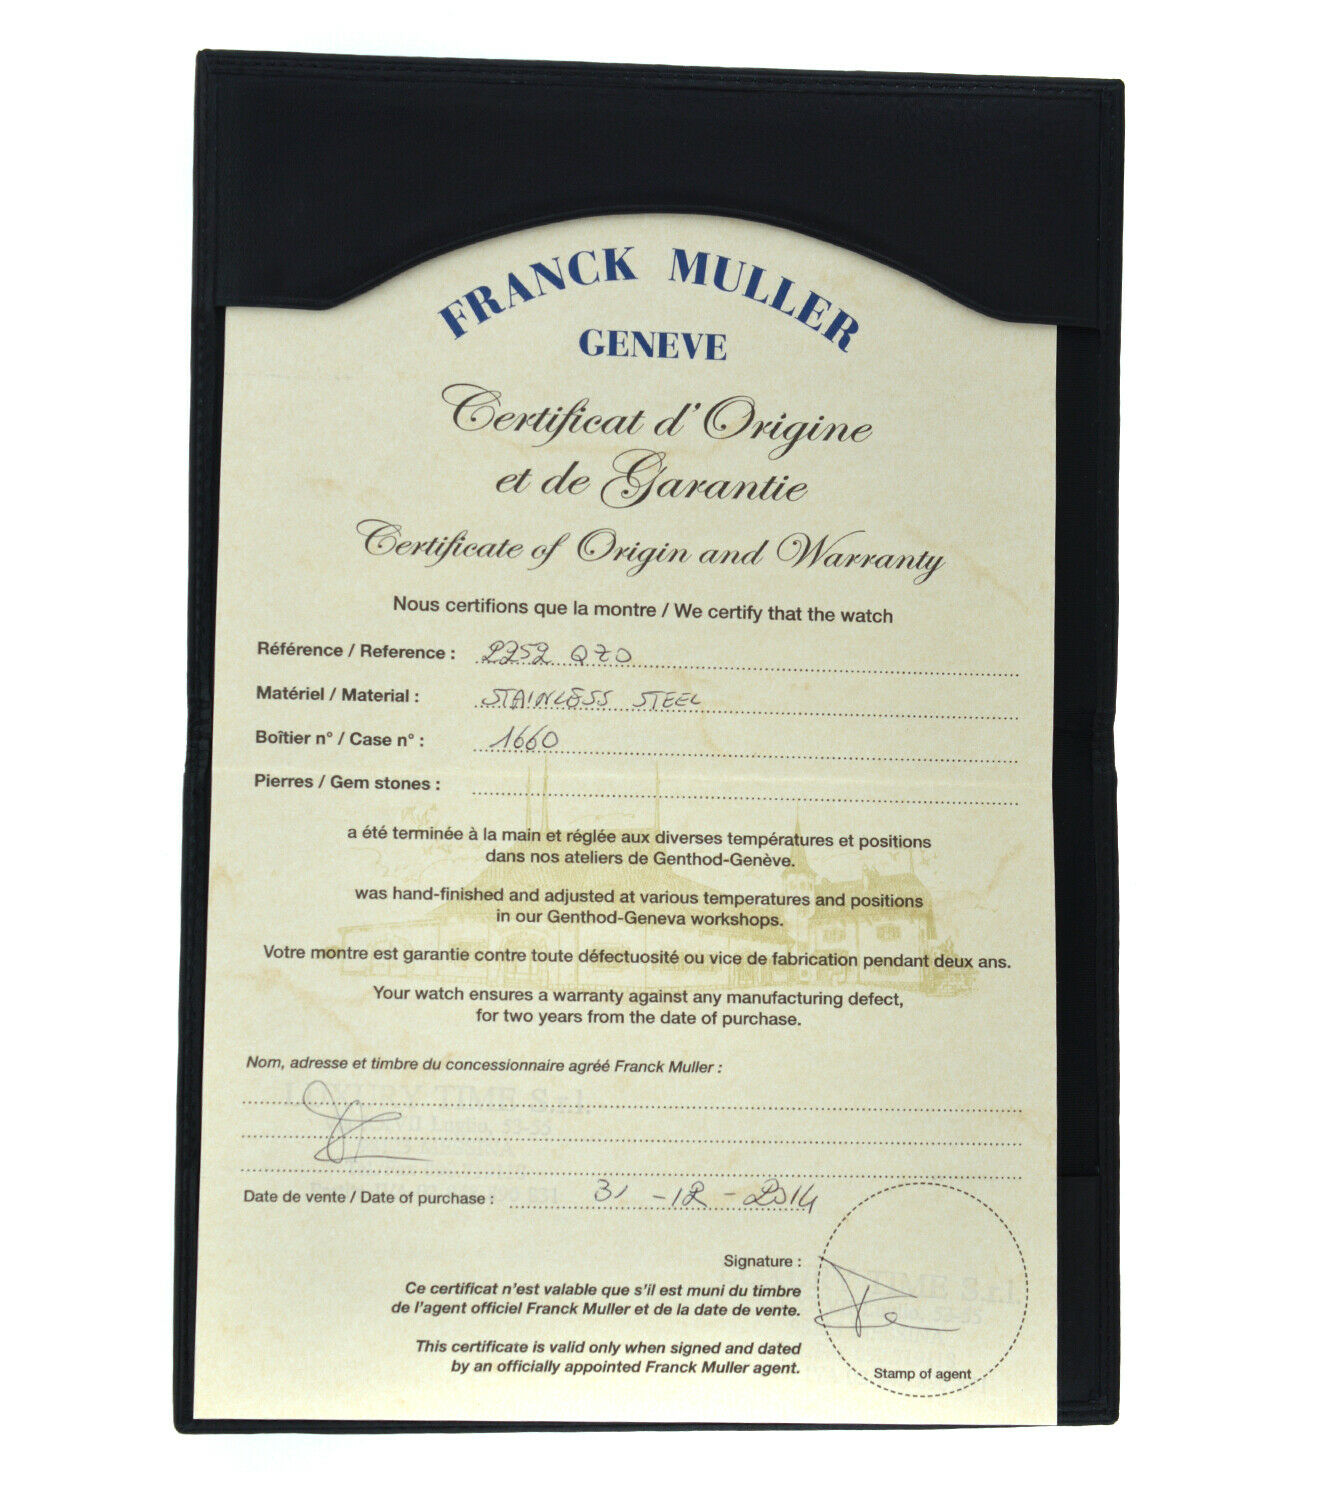 FRANCK MULLER
GENEVE
Certificat d'Origine
et de Garantie
Certificate of Origin and Warranty
Nous certifions que la montre / We certify that the watch
Référence / Reference : 2252 QZD
Matériel / Material : STAINLESS STEEL
Boîtier n° / Case n° : 1660
Pierres / Gem stones :
a été terminée à la main et réglée aux diverses températures et positions
dans nos ateliers de Genthod-Genève.
was hand-finished and adjusted at various temperatures and positions
in our Genthod-Geneva workshops.
Votre montre est garantie contre toute défectuosité ou vice de fabrication pendant deux ans.
Your watch ensures a warranty against any manufacturing defect,
for two years from the date of purchase.
Nom, adresse et timbre du concessionnaire agréé Franck Muller :
TIME S.r.l.
Luglio, 53-55
Date de vente / Date of purchase : 31-12-2014
Signature :
Ce certificat n'est valable que s'il est muni du timbre
de l'agent officiel Franck Muller et de la date de vente.
This certificate is valid only when signed and dated
by an officially appointed Franck Muller agent.
S.r.l.
Stamp of agent